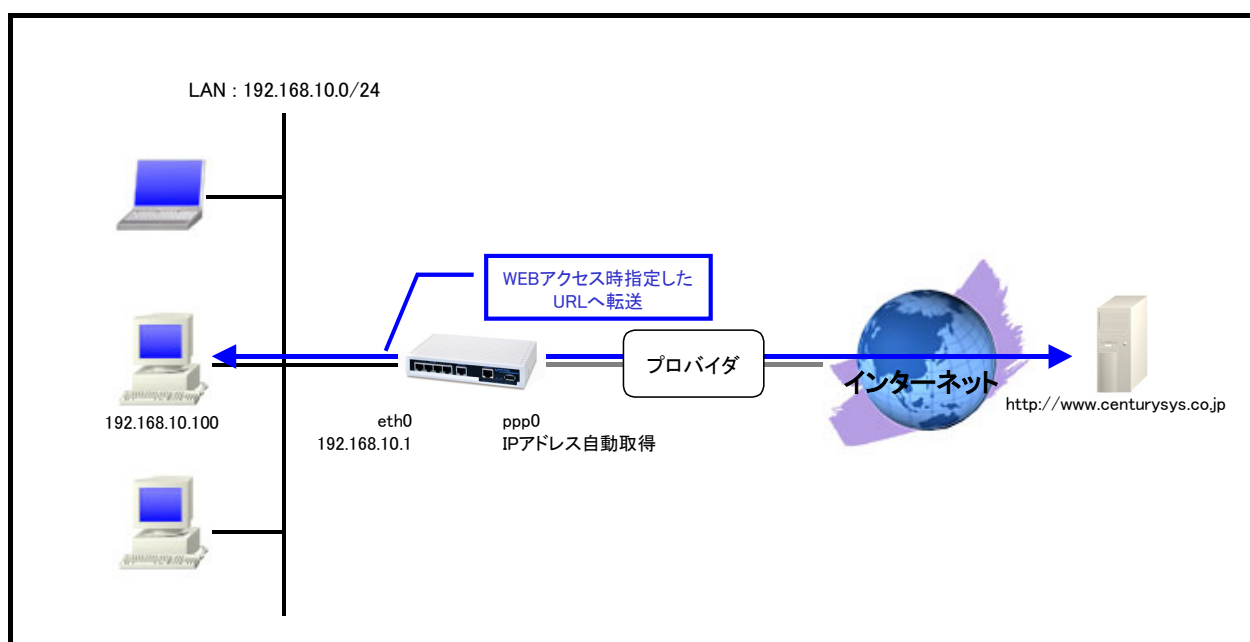 LAN : 192.168.10.0/24
WEBアクセス時指定した
URLへ転送
プロバイダ
インターネット
http://www.centurysys.co.jp
192.168.10.100
eth0
192.168.10.1
ppp0
IPアドレス自動取得